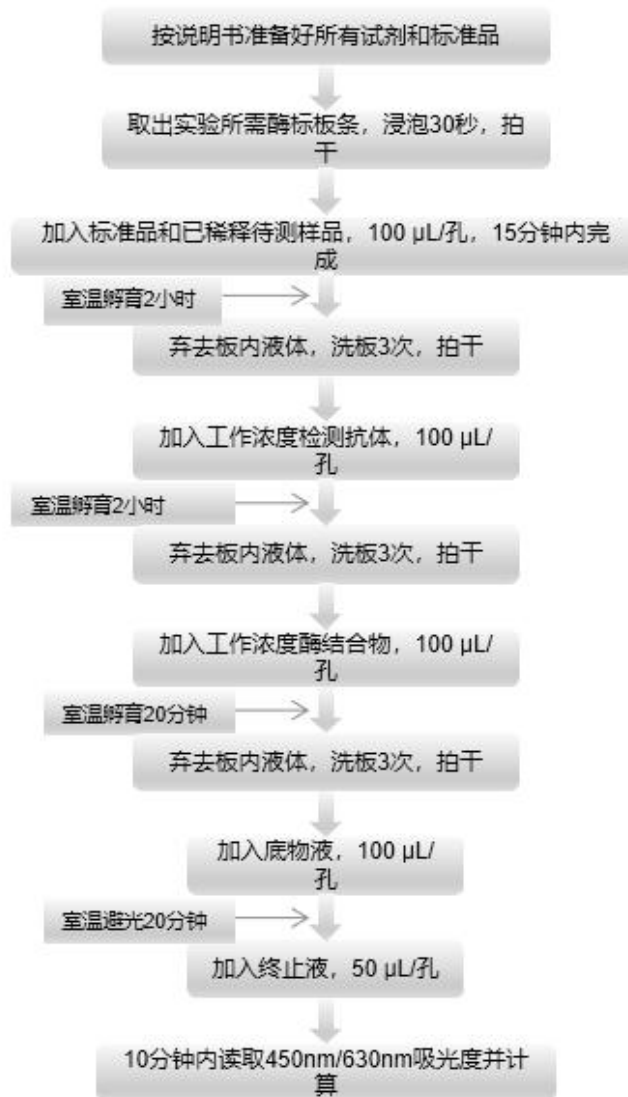 按说明书准备好所有试剂和标准品
取出实验所需酶标板条，浸泡30秒，拍
干
加入标准品和已稀释待测样品，100 μL/孔，15分钟内完
成
室温孵育2小时
弃去板内液体，洗板3次，拍干
加入工作浓度检测抗体，100 μL/
孔
室温孵育2小时
弃去板内液体，洗板3次，拍干
加入工作浓度酶结合物，100 μL/
孔
室温孵育20分钟
弃去板内液体，洗板3次，拍干
加入底物液，100 μL/
孔
室温避光20分钟
加入终止液，50 μL/孔
10分钟内读取450nm/630nm吸光度并计
算